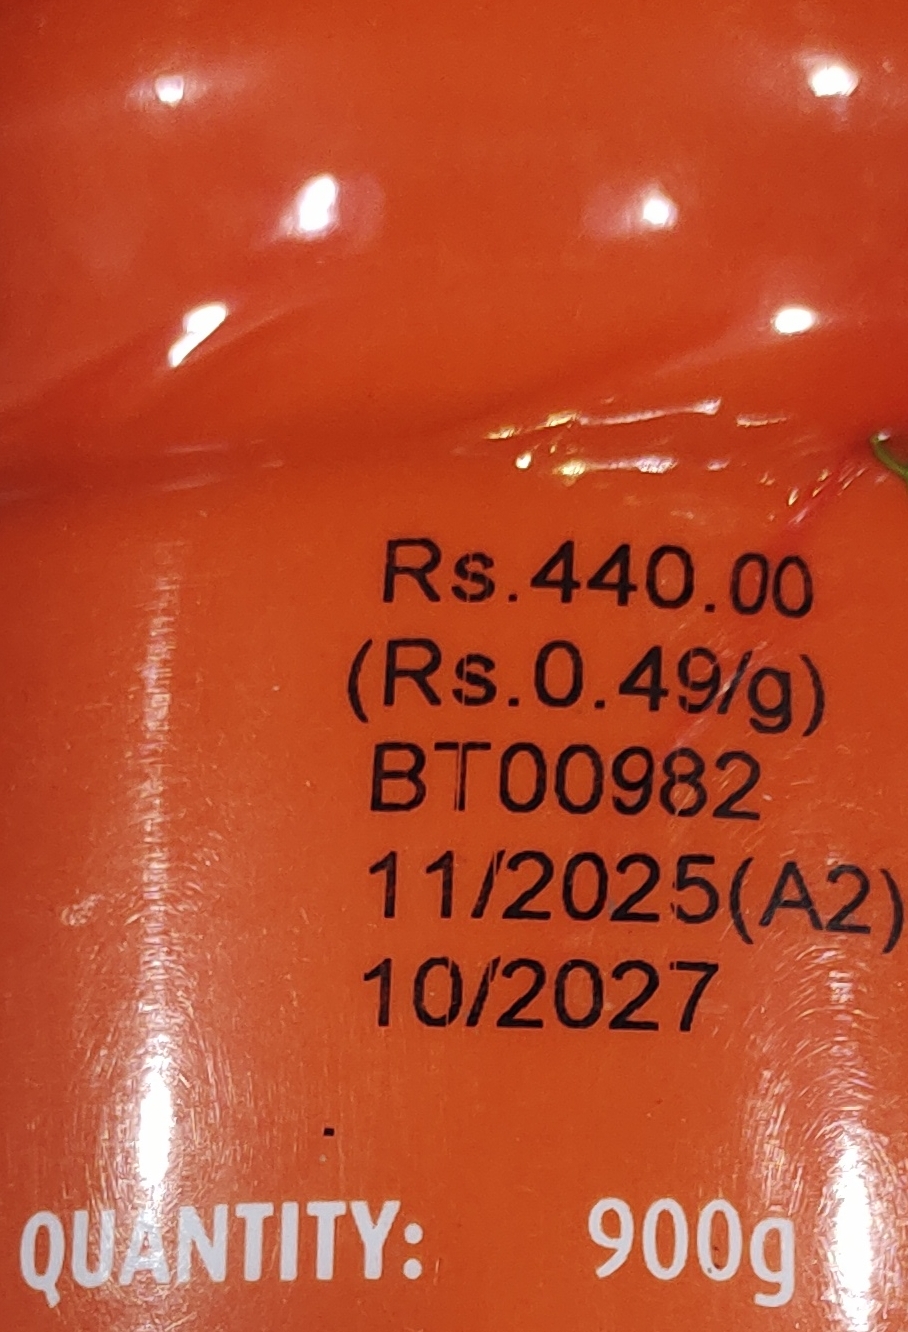 Rs.440.00
(Rs.0.49/g)
BT00982
11/2025(A2)
10/2027
QUANTITY: 900g